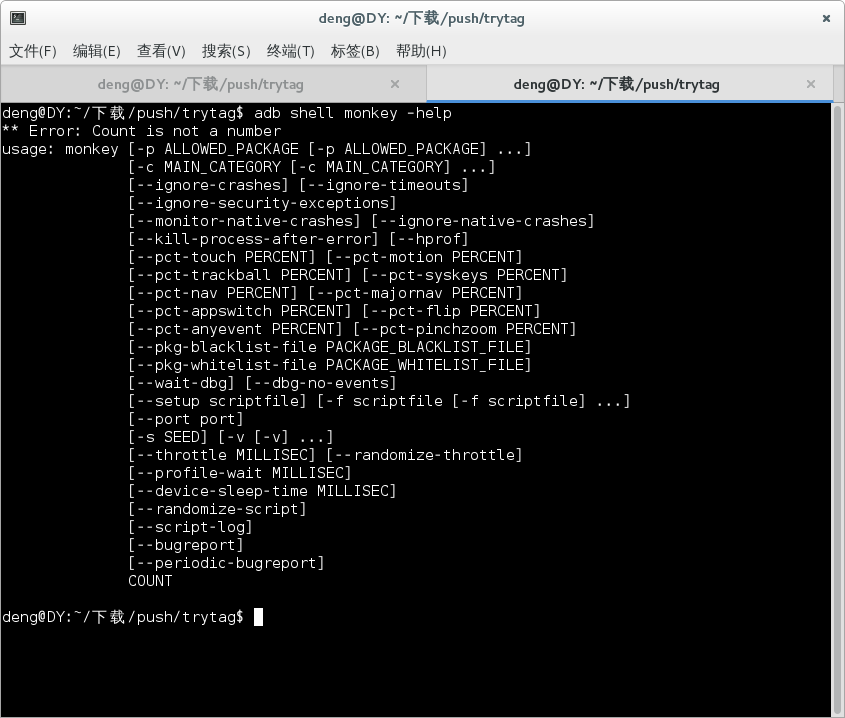 deng@DY: ~/下载/push/trytag
文件(F) 编辑(E) 查看(V) 搜索(S) 终端(T) 标签(B) 帮助(H)
deng@DY: ~/下载/push/trytag deng@DY: ~/下载/push/trytag
deng@DY:~/下载/push/trytag$ adb shell monkey -help
** Error: Count is not a number
usage: monkey [-p ALLOWED_PACKAGE [-p ALLOWED_PACKAGE] ...]
[-c MAIN_CATEGORY [-c MAIN_CATEGORY] ...]
[--ignore-crashes] [--ignore-timeouts]
[--ignore-security-exceptions]
[--monitor-native-crashes] [--ignore-native-crashes]
[--kill-process-after-error] [--hprof]
[--pct-touch PERCENT] [--pct-motion PERCENT]
[--pct-trackball PERCENT] [--pct-syskeys PERCENT]
[--pct-nav PERCENT] [--pct-majornav PERCENT]
[--pct-appswitch PERCENT] [--pct-flip PERCENT]
[--pct-anyevent PERCENT] [--pct-pinchzoom PERCENT]
[--pkg-blacklist-file PACKAGE_BLACKLIST_FILE]
[--pkg-whitelist-file PACKAGE_WHITELIST_FILE]
[--wait-dbg] [--dbg-no-events]
[--setup scriptfile] [-f scriptfile [-f scriptfile] ...]
[--port port]
[-s SEED] [-v [-v] ...]
[--throttle MILLISEC] [--randomize-throttle]
[--profile-wait MILLISEC]
[--device-sleep-time MILLISEC]
[--randomize-script]
[--script-log]
[--bugreport]
[--periodic-bugreport]
COUNT
deng@DY:~/下载/push/trytag$